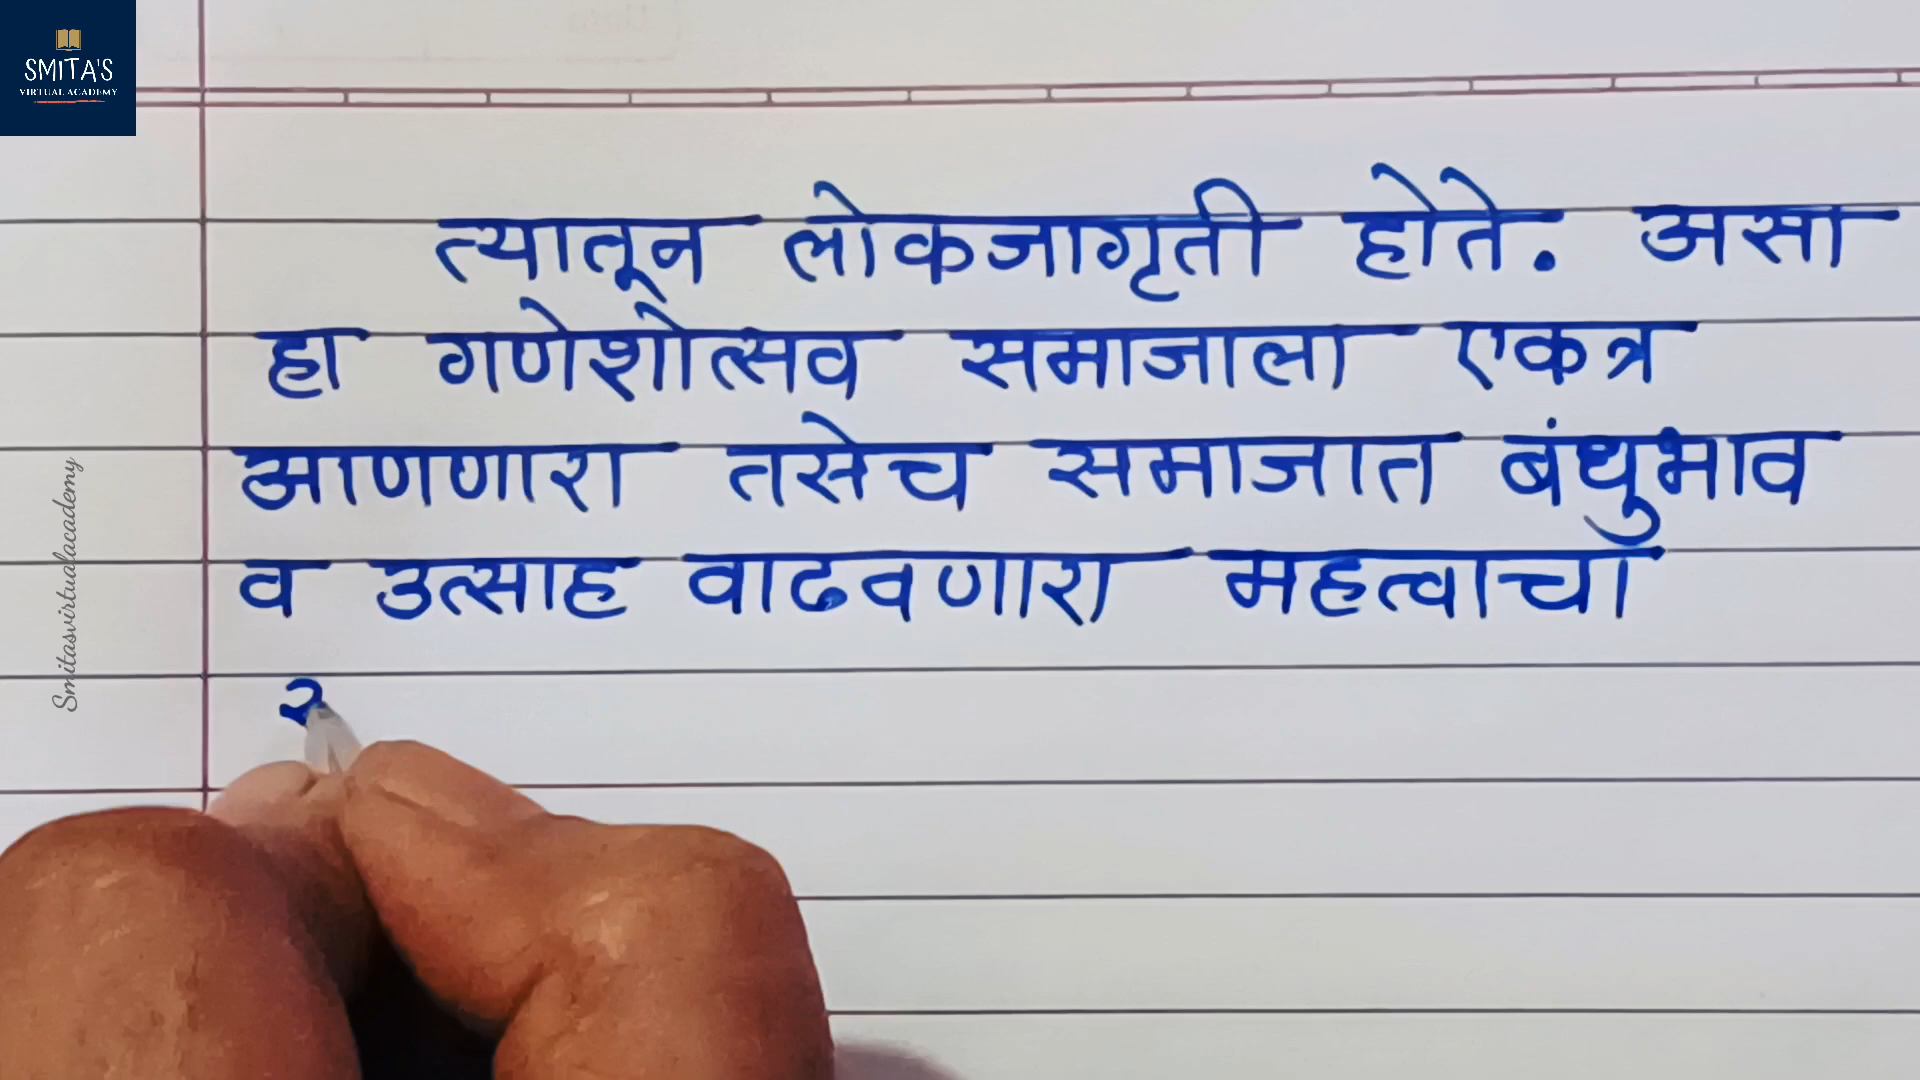 SMITA'S
VIRTUAL ACADEMY
त्यातून लोकजागृती होते. असा
हा गणेशोत्सव समाजाला एकत्र
आणणारा तसेच समाजात बंधुभाव
व उत्साह वाढवणारा महत्वाचा
Smitasvirtualacademy